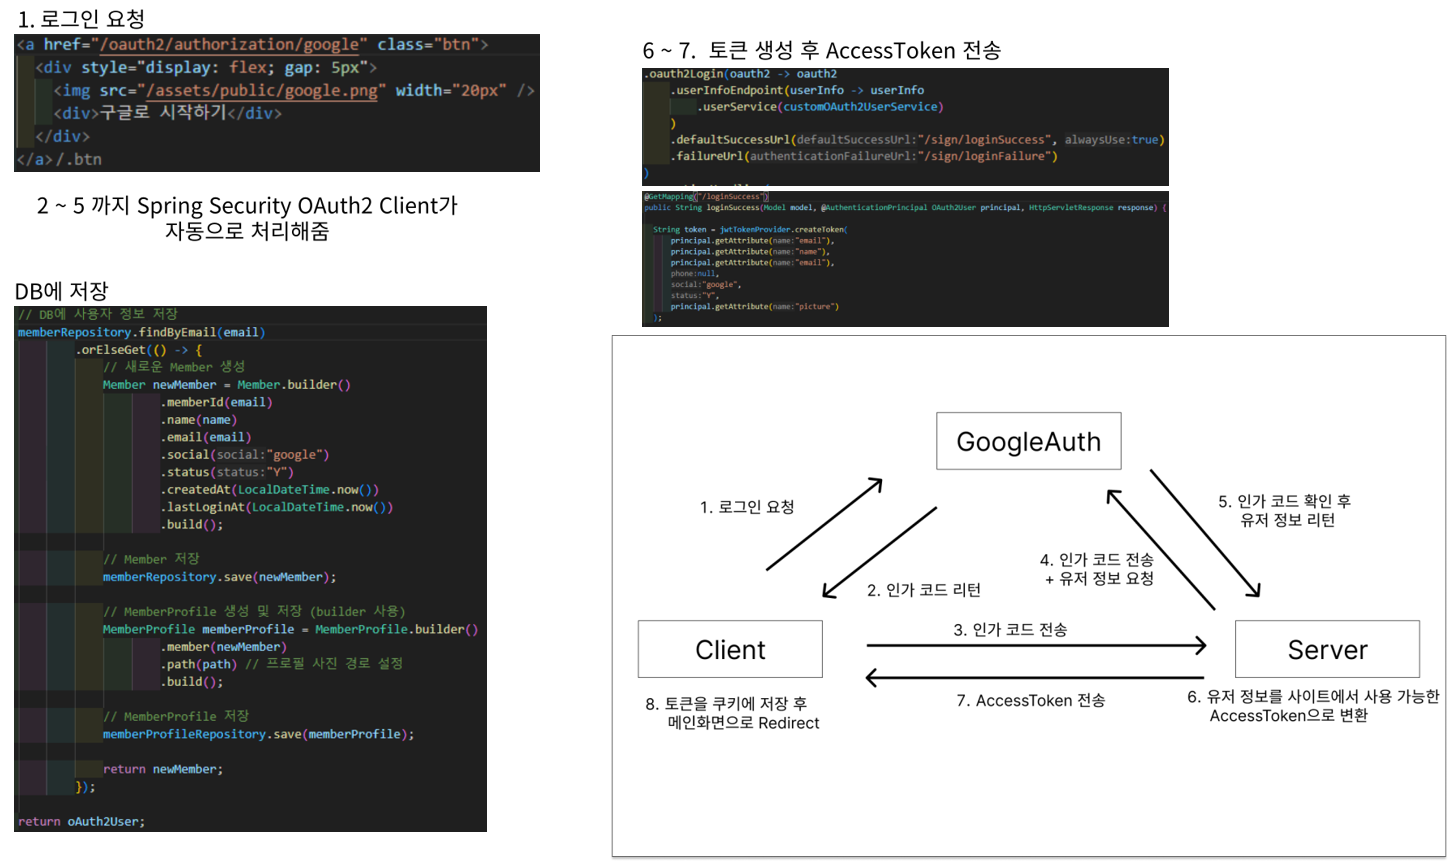 1. 로그인 요청
<a href="/oauth2/authorization/google" class="btn">
<div style="display: flex; gap: 5px">
<img src="/assets/public/google.png" width="20px" />
<div>구글로 시작하기</div>
</div>
</a>/.btn
2 ~ 5 까지 Spring Security OAuth2 Client가
자동으로 처리해줌
DB에 저장
// DB에 사용자 정보 저장
memberRepository.findByEmail(email)
.orElseGet(() -> {
// 새로운 Member 생성
Member newMember = Member.builder()
.memberId(email)
.name(name)
.email(email)
.social(social:"google")
.status(status:"Y")
.createdAt(LocalDateTime.now())
.lastLoginAt(LocalDateTime.now())
.build();
// Member 저장
memberRepository.save(newMember);
// MemberProfile 생성 및 저장 (builder 사용)
MemberProfile memberProfile = MemberProfile.builder()
.member(newMember)
.path(path) // 프로필 사진 경로 설정
.build();
// MemberProfile 저장
memberProfileRepository.save(memberProfile);
return newMember;
});
return oAuth2User;
6 ~ 7. 토큰 생성 후 AccessToken 전송
.oauth2Login(oauth2 -> oauth2
.userInfoEndpoint(userInfo -> userInfo
.userService(customOAuth2UserService)
)
.defaultSuccessUrl(defaultSuccessUrl:"/sign/loginSuccess", alwaysUse:true)
.failureUrl(authenticationFailureUrl:"/sign/loginFailure")
)
@GetMapping("/loginSuccess")
public String loginSuccess(Model model, @AuthenticationPrincipal OAuth2User principal, HttpServletResponse response) {
String token = jwtTokenProvider.createToken(
principal.getAttribute(name:"email"),
principal.getAttribute(name:"name"),
principal.getAttribute(name:"email"),
phone:null,
social:"google",
status:"Y",
principal.getAttribute(name:"picture")
);
GoogleAuth
1. 로그인 요청
5. 인가 코드 확인 후
유저 정보 리턴
4. 인가 코드 전송
+ 유저 정보 요청
2. 인가 코드 리턴
3. 인가 코드 전송
Client
Server
7. AccessToken 전송
8. 토큰을 쿠키에 저장 후
메인화면으로 Redirect
6. 유저 정보를 사이트에서 사용 가능한
AccessToken으로 변환